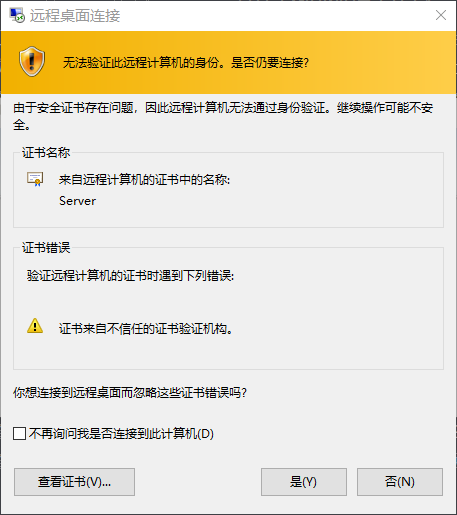 远程桌面连接
无法验证此远程计算机的身份。是否仍要连接?
由于安全证书存在问题，因此远程计算机无法通过身份验证。继续操作可能不安
全。
证书名称
来自远程计算机的证书中的名称:
Server
证书错误
验证远程计算机的证书时遇到下列错误:
证书来自不信任的证书验证机构。
你想连接到远程桌面而忽略这些证书错误吗?
不再询问我是否连接到此计算机(D)
查看证书(V)...
是(Y)
否(N)